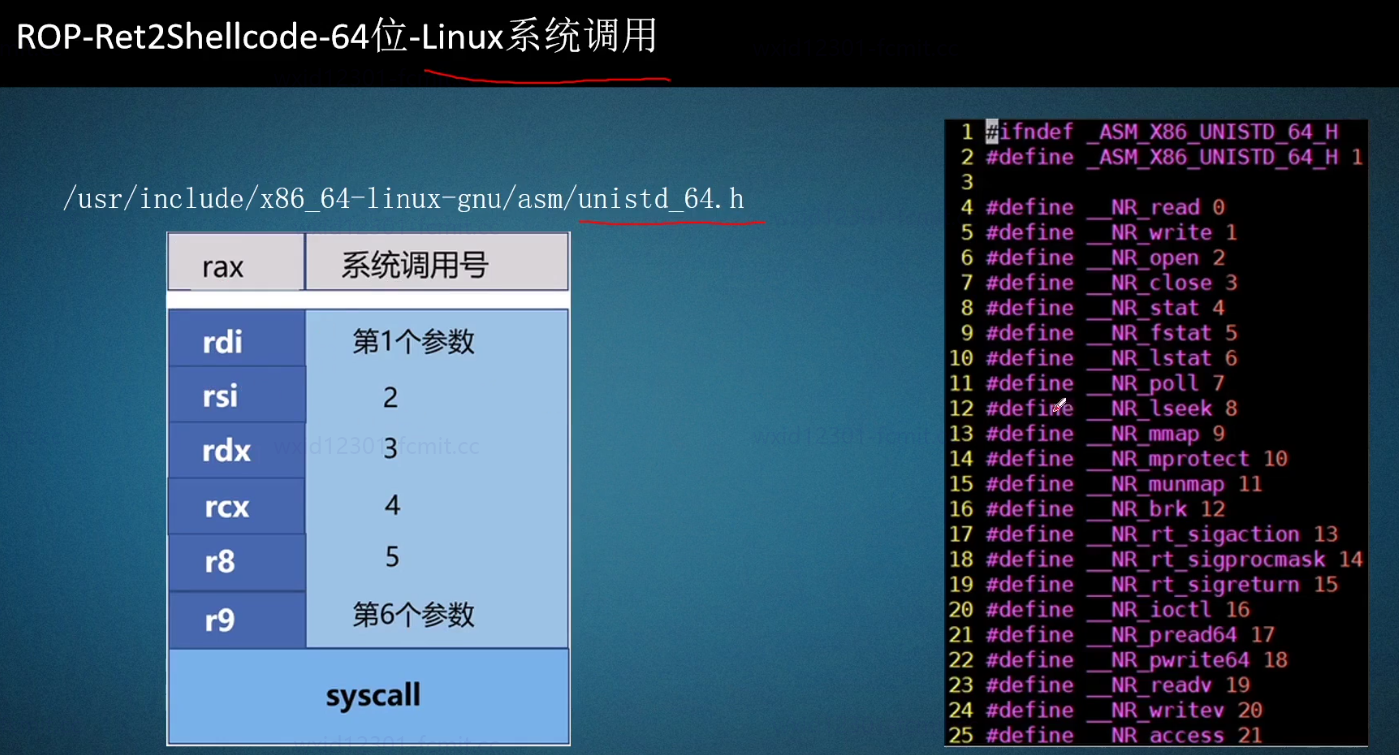 ROP-Ret2Shellcode-64位-Linux系统调用
/usr/include/x86_64-linux-gnu/asm/unistd_64.h
rax 系统调用号
rdi 第1个参数
rsi 2
rdx 3
wxid12301-fcmit.cc
rcx 4
r8 5
r9 第6个参数
syscall
1 #ifndef _ASM_X86_UNISTD_64_H
2 #define _ASM_X86_UNISTD_64_H 1
3
4 #define __NR_read 0
5 #define __NR_write 1
6 #define __NR_open 2
7 #define __NR_close 3
8 #define __NR_stat 4
9 #define __NR_fstat 5
10 #define __NR_lstat 6
11 #define __NR_poll 7
12 #define __NR_lseek 8
13 #define __NR_mmap 9
14 #define __NR_mprotect 10
15 #define __NR_munmap 11
16 #define __NR_brk 12
17 #define __NR_rt_sigaction 13
18 #define __NR_rt_sigprocmask 14
19 #define __NR_rt_sigreturn 15
20 #define __NR_ioctl 16
21 #define __NR_pread64 17
22 #define __NR_pwrite64 18
23 #define __NR_readv 19
24 #define __NR_writev 20
25 #define __NR_access 21